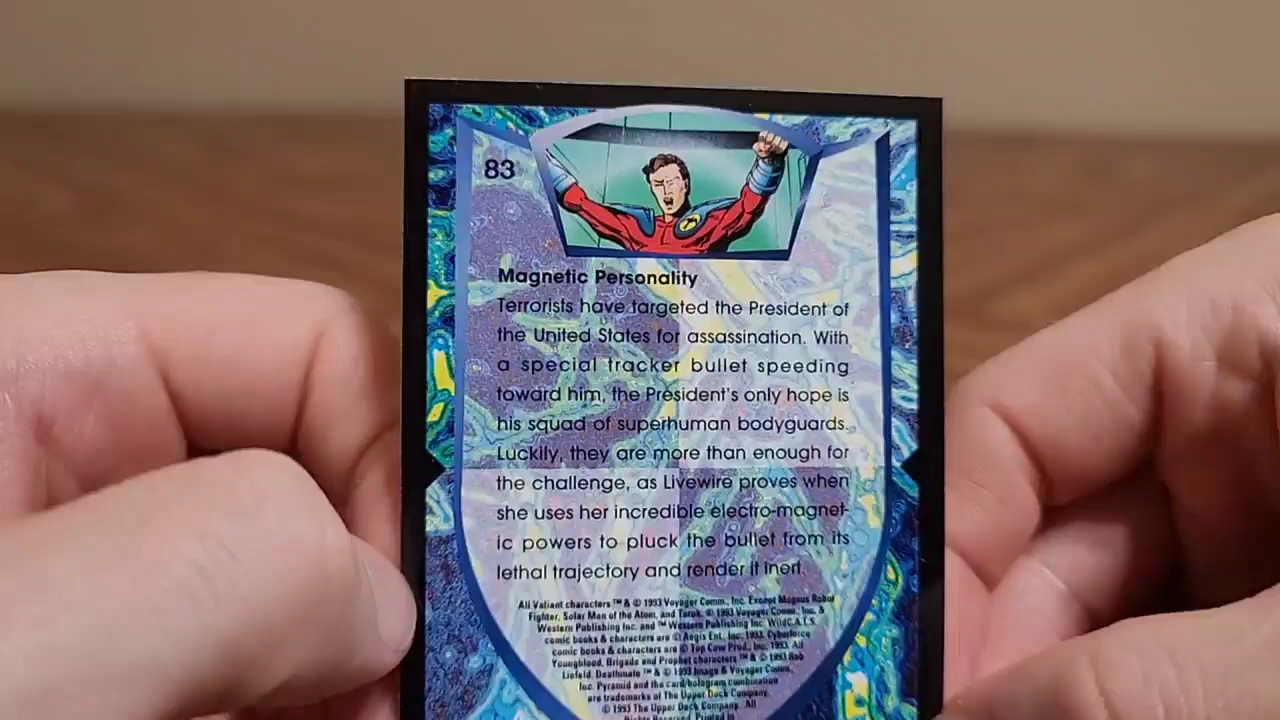 83
Magnetic Personality
Terrorists have targeted the President of
the United States for assassination. With
a special tracker bullet speeding
toward him, the President's only hope is
his squad of superhuman bodyguards.
Luckily, they are more than enough for
the challenge, as Livewire proves when
she uses her incredible electro-magnet-
ic powers to pluck the bullet from its
lethal trajectory and render it inert.
All Valiant characters ™ & © 1993 Voyager Comm., Inc. Except Magnus Robot
Fighter, Solar Man of the Atom, and Turok. © 1993 Voyager Comm., Inc. &
Western Publishing Inc. and ™ Western Publishing Inc. WildC.A.T.S.
comic books & characters are © Aegis Ent., Inc. 1993. Cyberforce
comic books & characters are © Top Cow Prod., Inc. 1993. All
Youngblood, Brigade and Prophet characters ™ & © 1993 Rob
Liefeld. Deathmate ™ & © 1993 Image & Voyager Comm.,
Inc. Pyramid and the card/hologram combination
are trademarks of The Upper Deck Company.
© 1993 The Upper Deck Company. All
Rights Reserved. Printed in